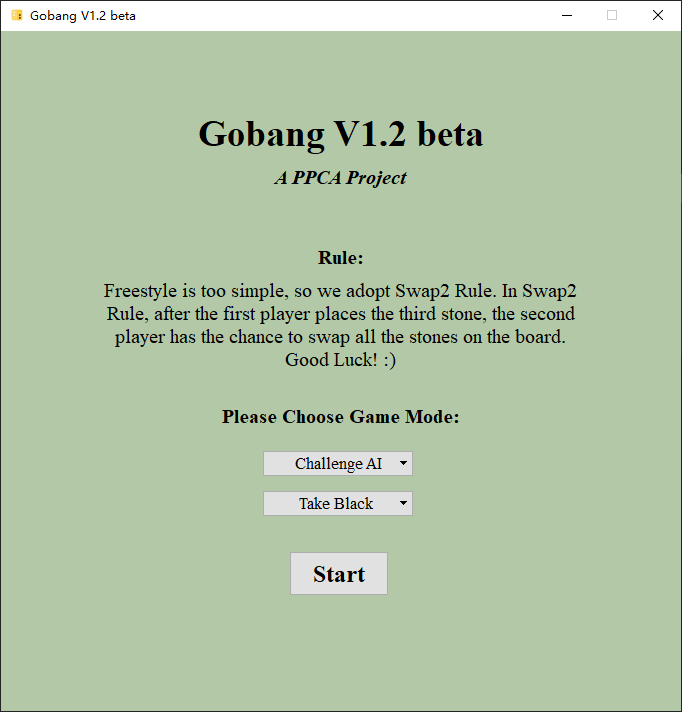 Gobang V1.2 beta
Gobang V1.2 beta
A PPCA Project
Rule:
Freestyle is too simple, so we adopt Swap2 Rule. In Swap2
Rule, after the first player places the third stone, the second
player has the chance to swap all the stones on the board.
Good Luck! :)
Please Choose Game Mode:
Challenge AI
Take Black
Start